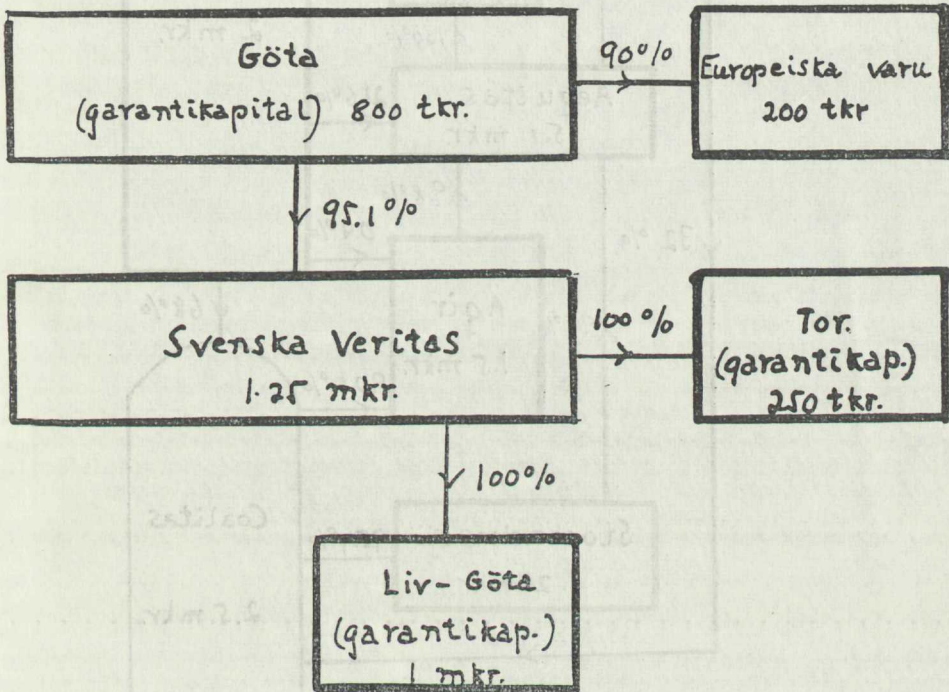 Göta
(garantikapital) 800 tkr.
90%
Europeiska varu
200 tkr
95.1%
Svenska Veritas
1.25 mkr.
100%
Tor.
(garantikap.)
250 tkr.
100%
Liv-Göta
(garantikap.)
1 mkr.